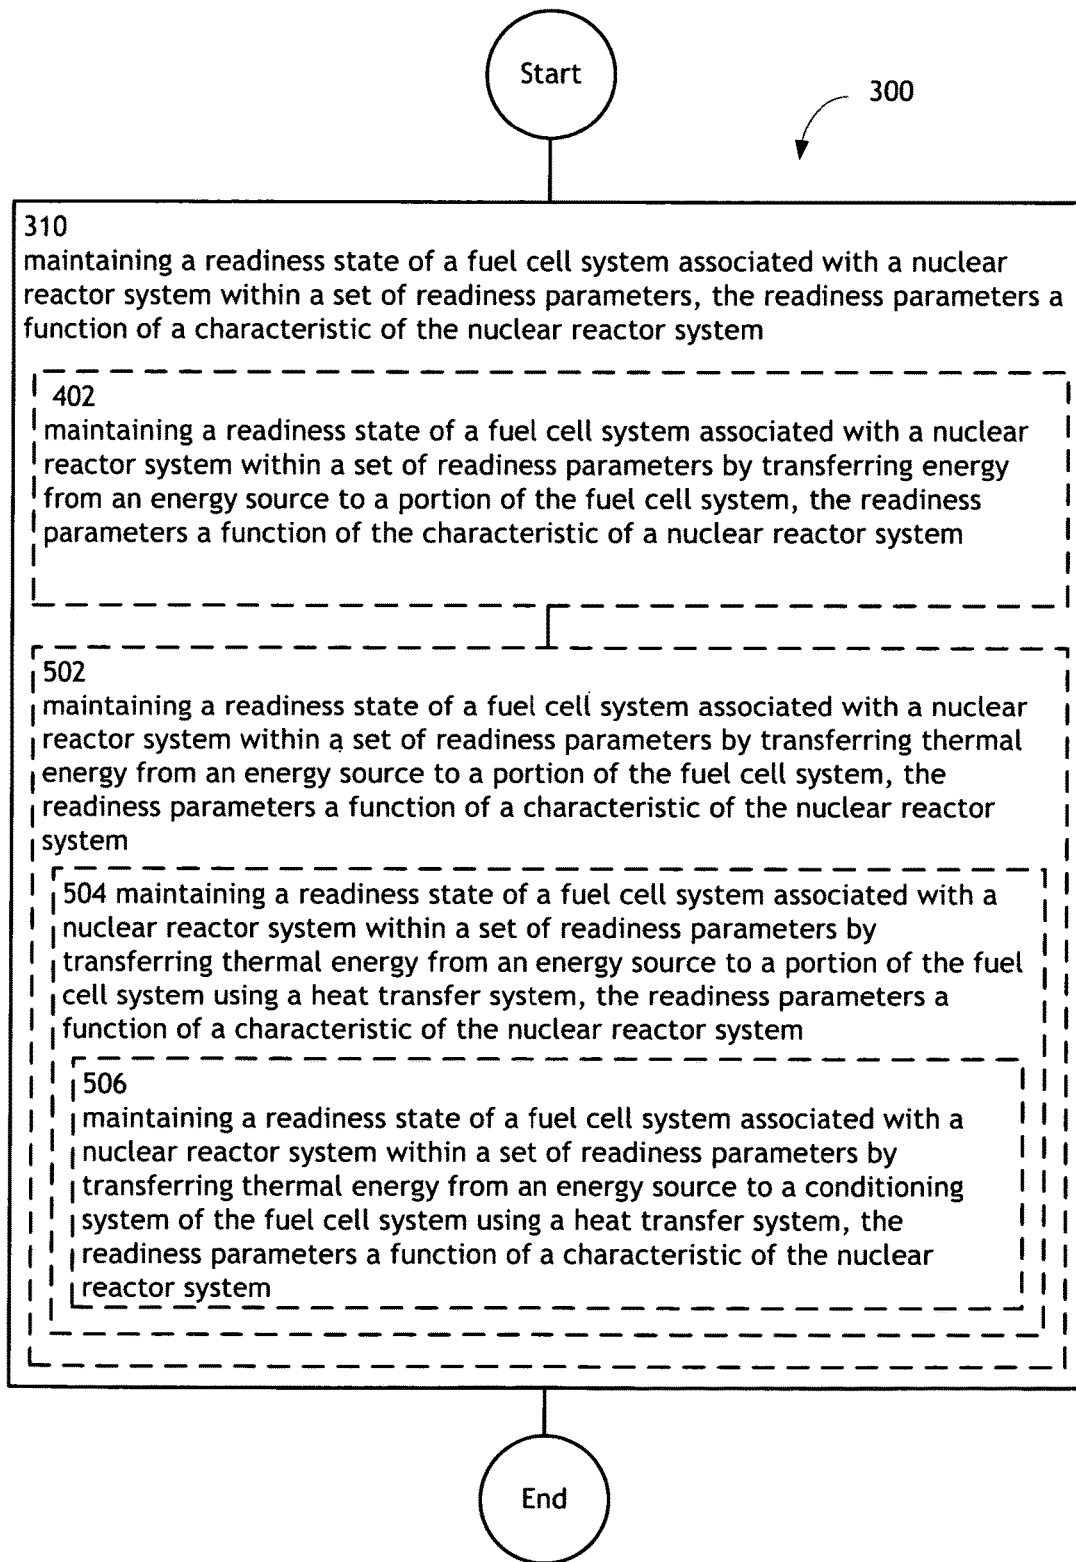 Start
300
310
maintaining a readiness state of a fuel cell system associated with a nuclear
reactor system within a set of readiness parameters, the readiness parameters a
function of a characteristic of the nuclear reactor system
402
maintaining a readiness state of a fuel cell system associated with a nuclear
reactor system within a set of readiness parameters by transferring energy
from an energy source to a portion of the fuel cell system, the readiness
parameters a function of the characteristic of a nuclear reactor system
502
maintaining a readiness state of a fuel cell system associated with a nuclear
reactor system within a set of readiness parameters by transferring thermal
energy from an energy source to a portion of the fuel cell system, the
readiness parameters a function of a characteristic of the nuclear reactor
system
504 maintaining a readiness state of a fuel cell system associated with a
nuclear reactor system within a set of readiness parameters by
transferring thermal energy from an energy source to a portion of the fuel
cell system using a heat transfer system, the readiness parameters a
function of a characteristic of the nuclear reactor system
506
maintaining a readiness state of a fuel cell system associated with a
nuclear reactor system within a set of readiness parameters by
transferring thermal energy from an energy source to a conditioning
system of the fuel cell system using a heat transfer system, the
readiness parameters a function of a characteristic of the nuclear
reactor system
End